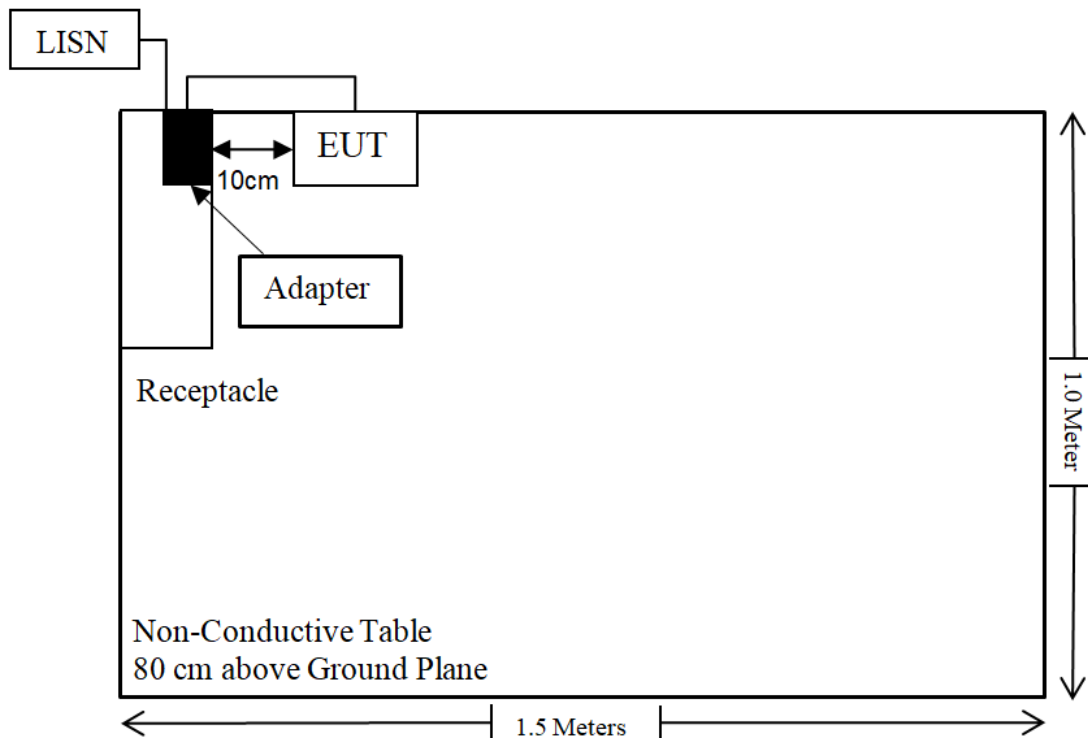 LISN
EUT
10cm
Adapter
Receptacle
1.0 Meter
Non-Conductive Table
80 cm above Ground Plane
1.5 Meters